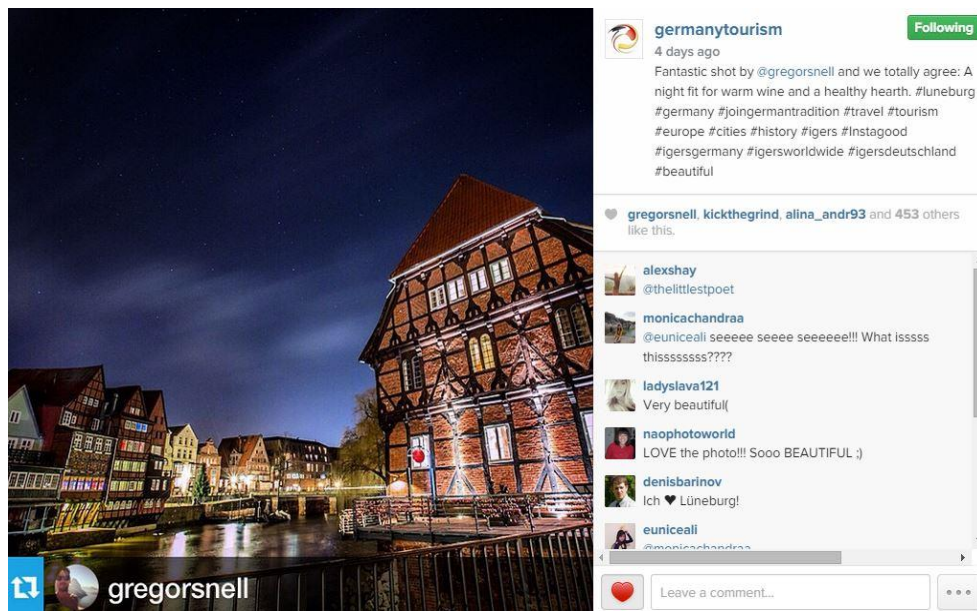 germanytourism
Following
4 days ago
Fantastic shot by @gregorsnell and we totally agree: A
night fit for warm wine and a healthy hearth. #luneburg
#germany #joingermantradition #travel #tourism
#europe #cities #history #igers #Instagood
#igersgermany #igersworldwide #igersdeutschland
#beautiful
gregorsnell, kickthegrind, alina_andr93 and 453 others
like this.
alexshay
@thelittlestpoet
monicachandraa
@euniceali seeeee seeee seeeeee!!! What isssss
thisssssssss????
ladyslava121
Very beautiful(
naophotoworld
LOVE the photo!!! Sooo BEAUTIFUL ;)
denisbarinov
Ich ♥ Lüneburg!
euniceali
@monicachandraa
Leave a comment...
gregorsnell